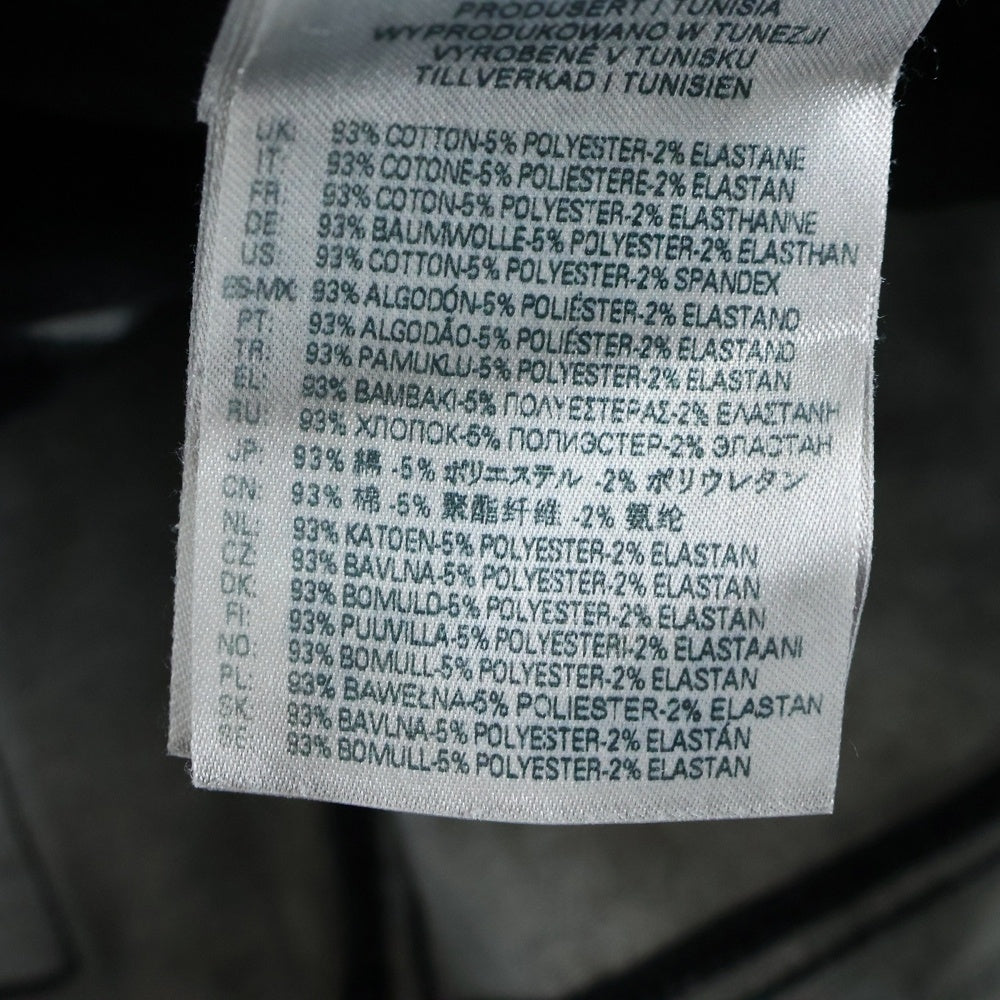 PRODUSERT I TUNISIA
WYPRODUKOWANO W TUNEZJI
VYROBENÉ V TUNISKU
TILLVERKAD I TUNISIEN
UK: 93% COTTON-5% POLYESTER-2% ELASTANE
IT: 93% COTONE-5% POLIESTERE-2% ELASTAN
FR: 93% COTON-5% POLYESTER-2% ELASTHANNE
DE: 93% BAUMWOLLE-5% POLYESTER-2% ELASTHAN
US: 93% COTTON-5% POLYESTER-2% SPANDEX
ES-MX: 93% ALGODÓN-5% POLIÉSTER-2% ELASTANO
PT: 93% ALGODÃO-5% POLIÉSTER-2% ELASTANO
TR: 93% PAMUKLU-5% POLYESTER-2% ELASTAN
EL: 93% ΒΑΜΒΑΚΙ-5% ΠΟΛΥΕΣΤΕΡΑΣ-2% ΕΛΑΣΤΑΝΗ
RU: 93% ХЛОПОК-5% ПОЛИЭСТЕР-2% ЭЛАСТАН
JP: 93% 綿 -5% ポリエステル -2% ポリウレタン
CN: 93% 棉 -5% 聚酯纤维 -2% 氨纶
NL: 93% KATOEN-5% POLYESTER-2% ELASTAN
CZ: 93% BAVLNA-5% POLYESTER-2% ELASTAN
DK: 93% BOMULD-5% POLYESTER-2% ELASTAN
FI: 93% PUUVILLA-5% POLYESTERI-2% ELASTAANI
NO: 93% BOMULL-5% POLYESTER-2% ELASTAN
PL: 93% BAWEŁNA-5% POLIESTER-2% ELASTAN
SK: 93% BAVLNA-5% POLYESTER-2% ELASTÁN
SE: 93% BOMULL-5% POLYESTER-2% ELASTAN